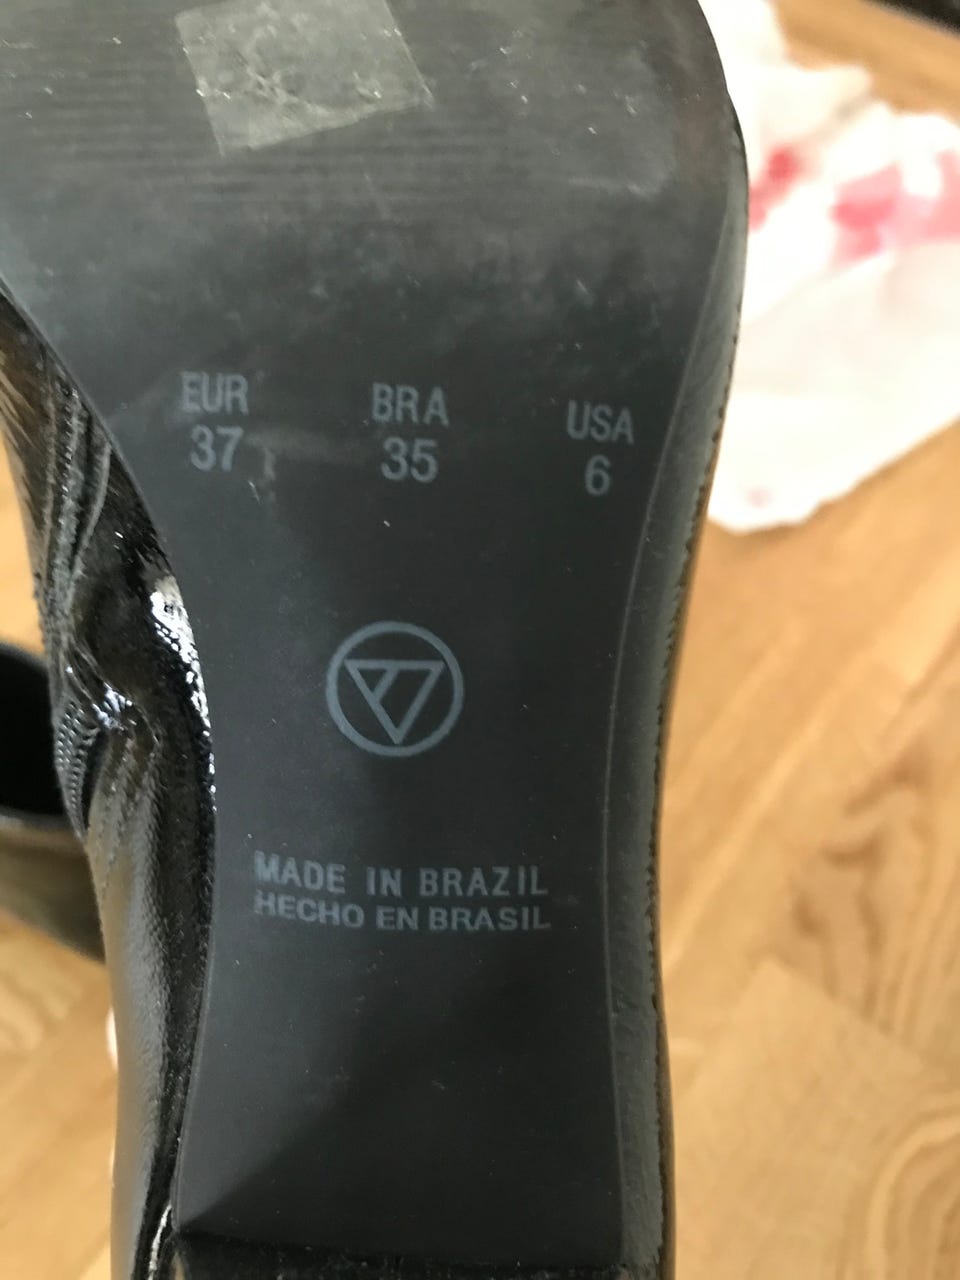 EUR BRA USA
37 35 6
MADE IN BRAZIL
HECHO EN BRASIL